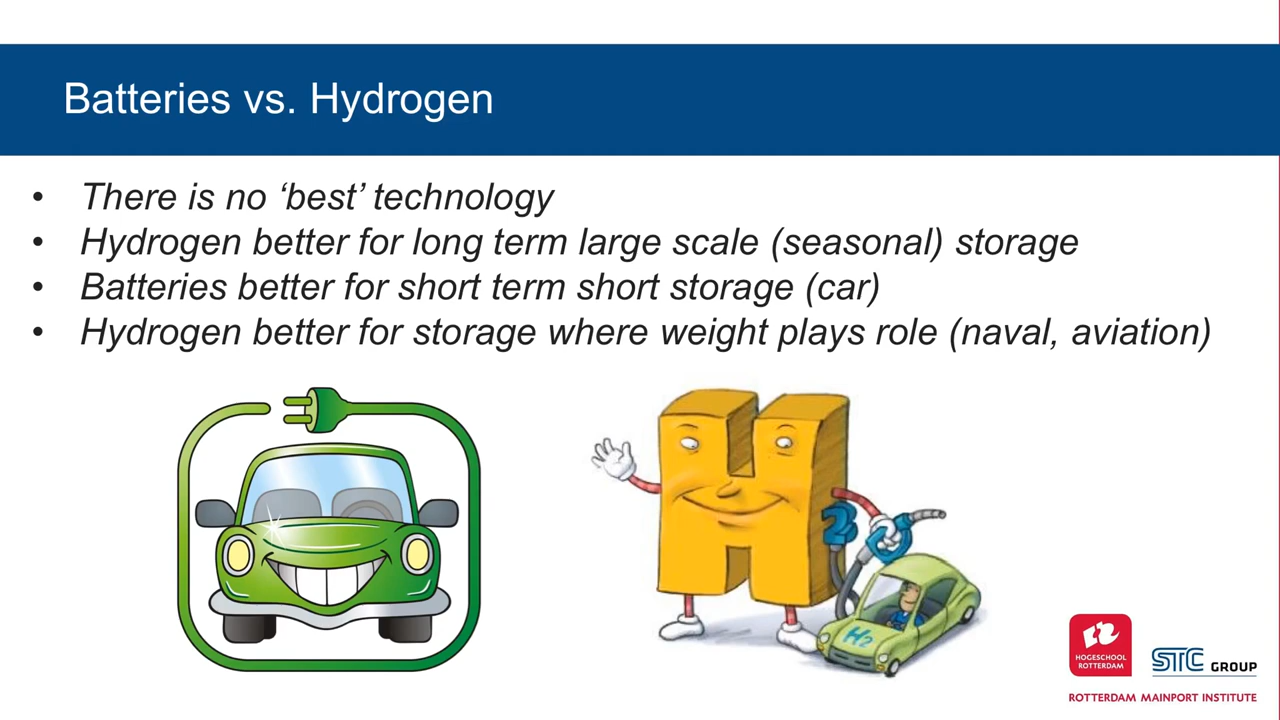 Batteries vs. Hydrogen
• There is no ‘best’ technology
• Hydrogen better for long term large scale (seasonal) storage
• Batteries better for short term short storage (car)
• Hydrogen better for storage where weight plays role (naval, aviation)
2
H2
HOGESCHOOL
ROTTERDAM
STC GROUP
ROTTERDAM MAINPORT INSTITUTE